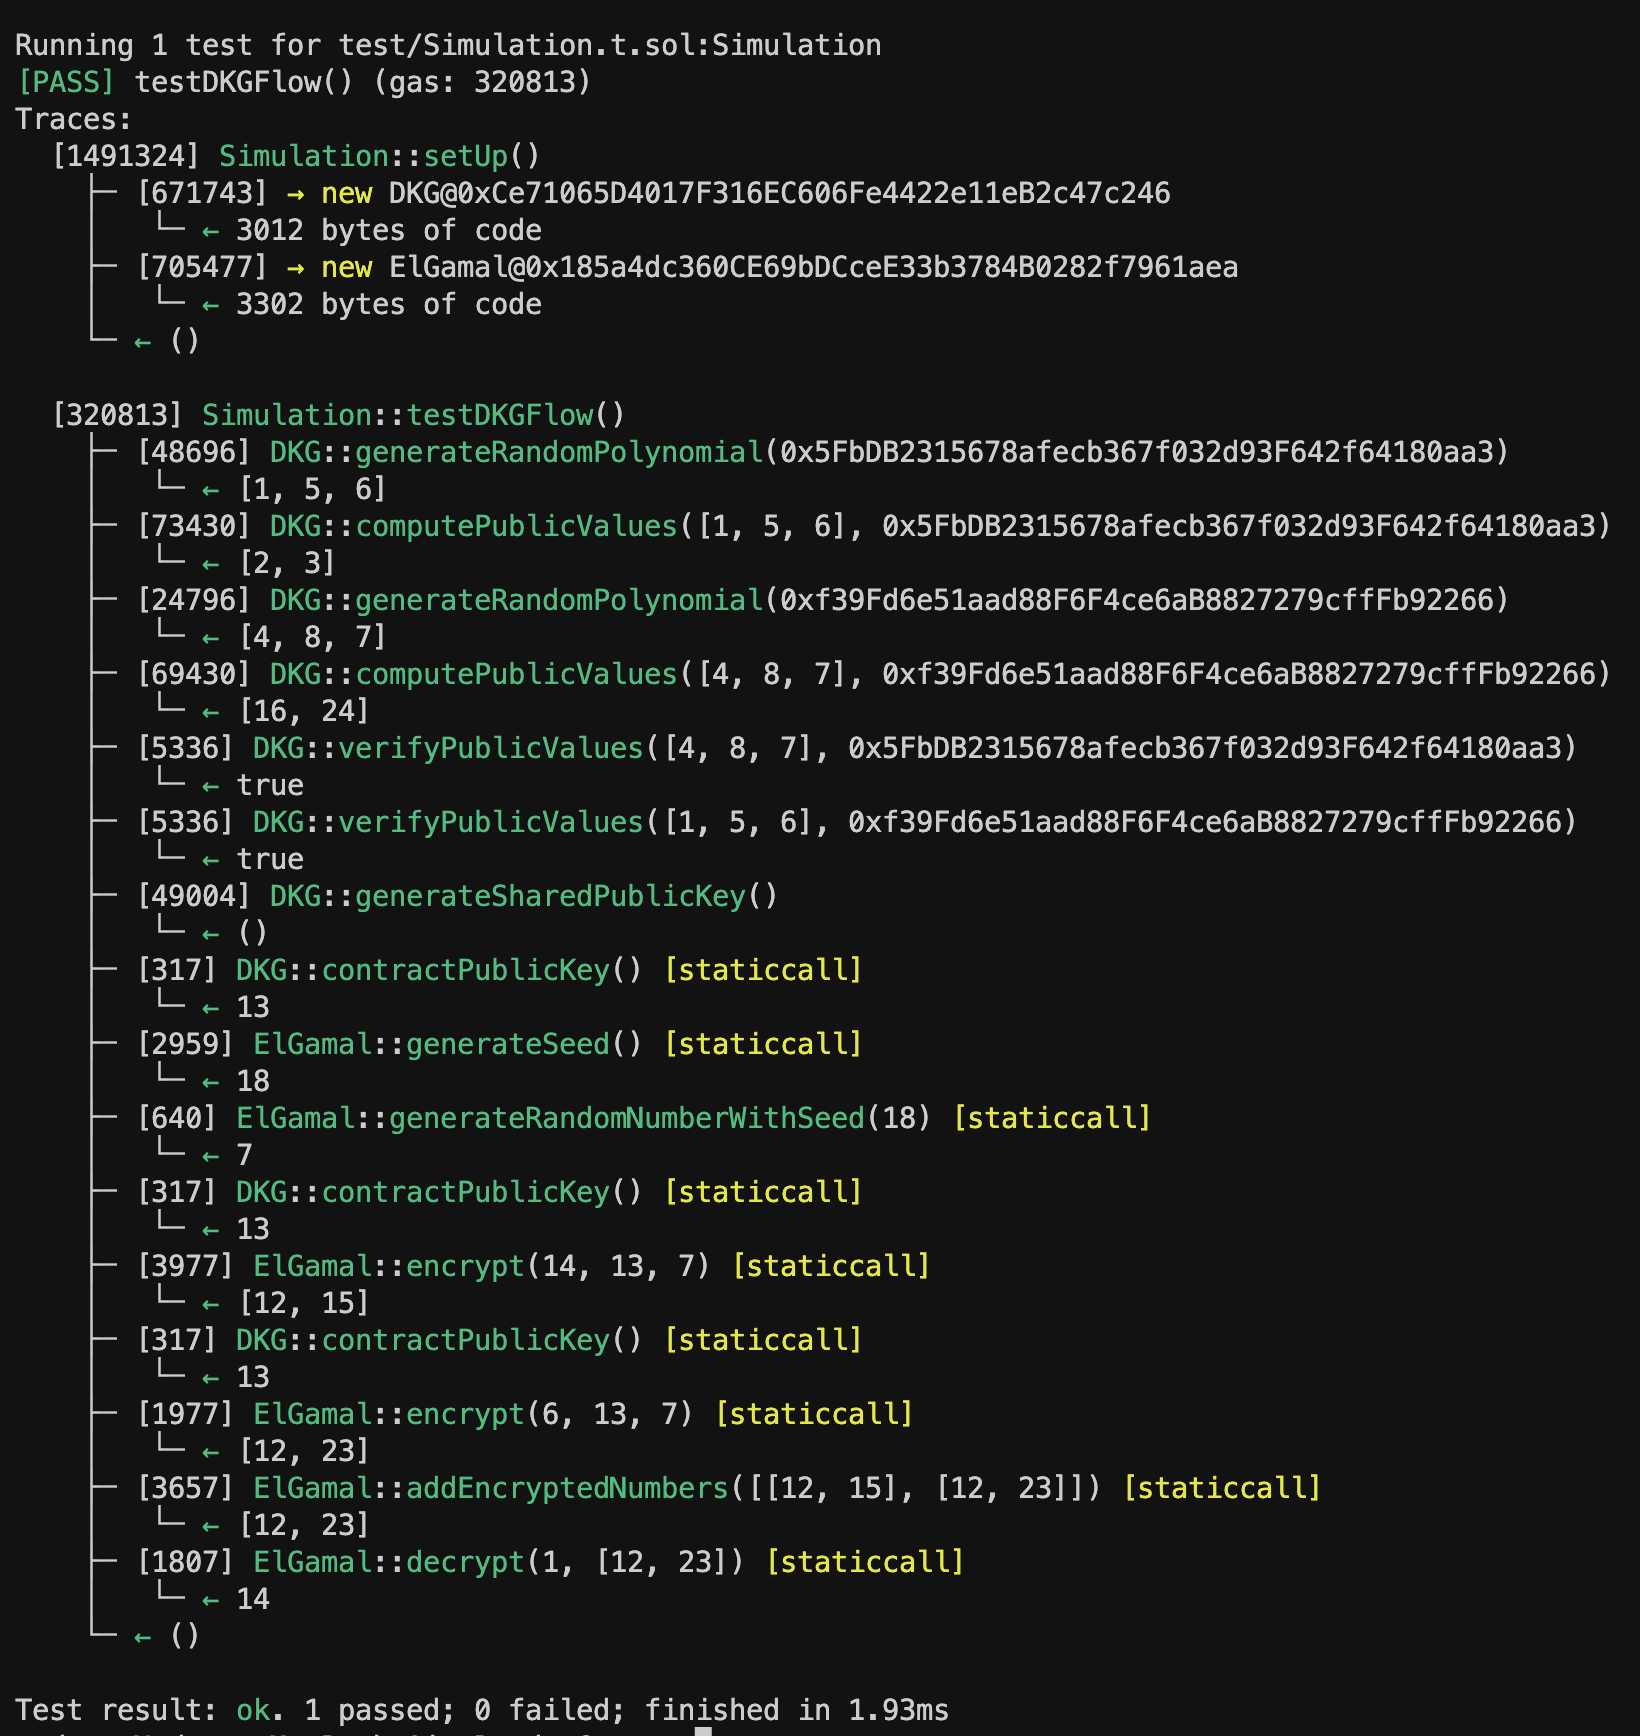 Running 1 test for test/Simulation.t.sol:Simulation
[PASS] testDKGFlow() (gas: 320813)
Traces:
  [1491324] Simulation::setUp()
    ├─ [671743] → new DKG@0xCe71065D4017F316EC606Fe4422e11eB2c47c246
    │   └─ ← 3012 bytes of code
    ├─ [705477] → new ElGamal@0x185a4dc360CE69bDCceE33b3784B0282f7961aea
    │   └─ ← 3302 bytes of code
    └─ ← ()

  [320813] Simulation::testDKGFlow()
    ├─ [48696] DKG::generateRandomPolynomial(0x5FbDB2315678afecb367f032d93F642f64180aa3)
    │   └─ ← [1, 5, 6]
    ├─ [73430] DKG::computePublicValues([1, 5, 6], 0x5FbDB2315678afecb367f032d93F642f64180aa3)
    │   └─ ← [2, 3]
    ├─ [24796] DKG::generateRandomPolynomial(0xf39Fd6e51aad88F6F4ce6aB8827279cffFb92266)
    │   └─ ← [4, 8, 7]
    ├─ [69430] DKG::computePublicValues([4, 8, 7], 0xf39Fd6e51aad88F6F4ce6aB8827279cffFb92266)
    │   └─ ← [16, 24]
    ├─ [5336] DKG::verifyPublicValues([4, 8, 7], 0x5FbDB2315678afecb367f032d93F642f64180aa3)
    │   └─ ← true
    ├─ [5336] DKG::verifyPublicValues([1, 5, 6], 0xf39Fd6e51aad88F6F4ce6aB8827279cffFb92266)
    │   └─ ← true
    ├─ [49004] DKG::generateSharedPublicKey()
    │   └─ ← ()
    ├─ [317] DKG::contractPublicKey() [staticcall]
    │   └─ ← 13
    ├─ [2959] ElGamal::generateSeed() [staticcall]
    │   └─ ← 18
    ├─ [640] ElGamal::generateRandomNumberWithSeed(18) [staticcall]
    │   └─ ← 7
    ├─ [317] DKG::contractPublicKey() [staticcall]
    │   └─ ← 13
    ├─ [3977] ElGamal::encrypt(14, 13, 7) [staticcall]
    │   └─ ← [12, 15]
    ├─ [317] DKG::contractPublicKey() [staticcall]
    │   └─ ← 13
    ├─ [1977] ElGamal::encrypt(6, 13, 7) [staticcall]
    │   └─ ← [12, 23]
    ├─ [3657] ElGamal::addEncryptedNumbers([[12, 15], [12, 23]]) [staticcall]
    │   └─ ← [12, 23]
    ├─ [1807] ElGamal::decrypt(1, [12, 23]) [staticcall]
    │   └─ ← 14
    └─ ← ()

Test result: ok. 1 passed; 0 failed; finished in 1.93ms